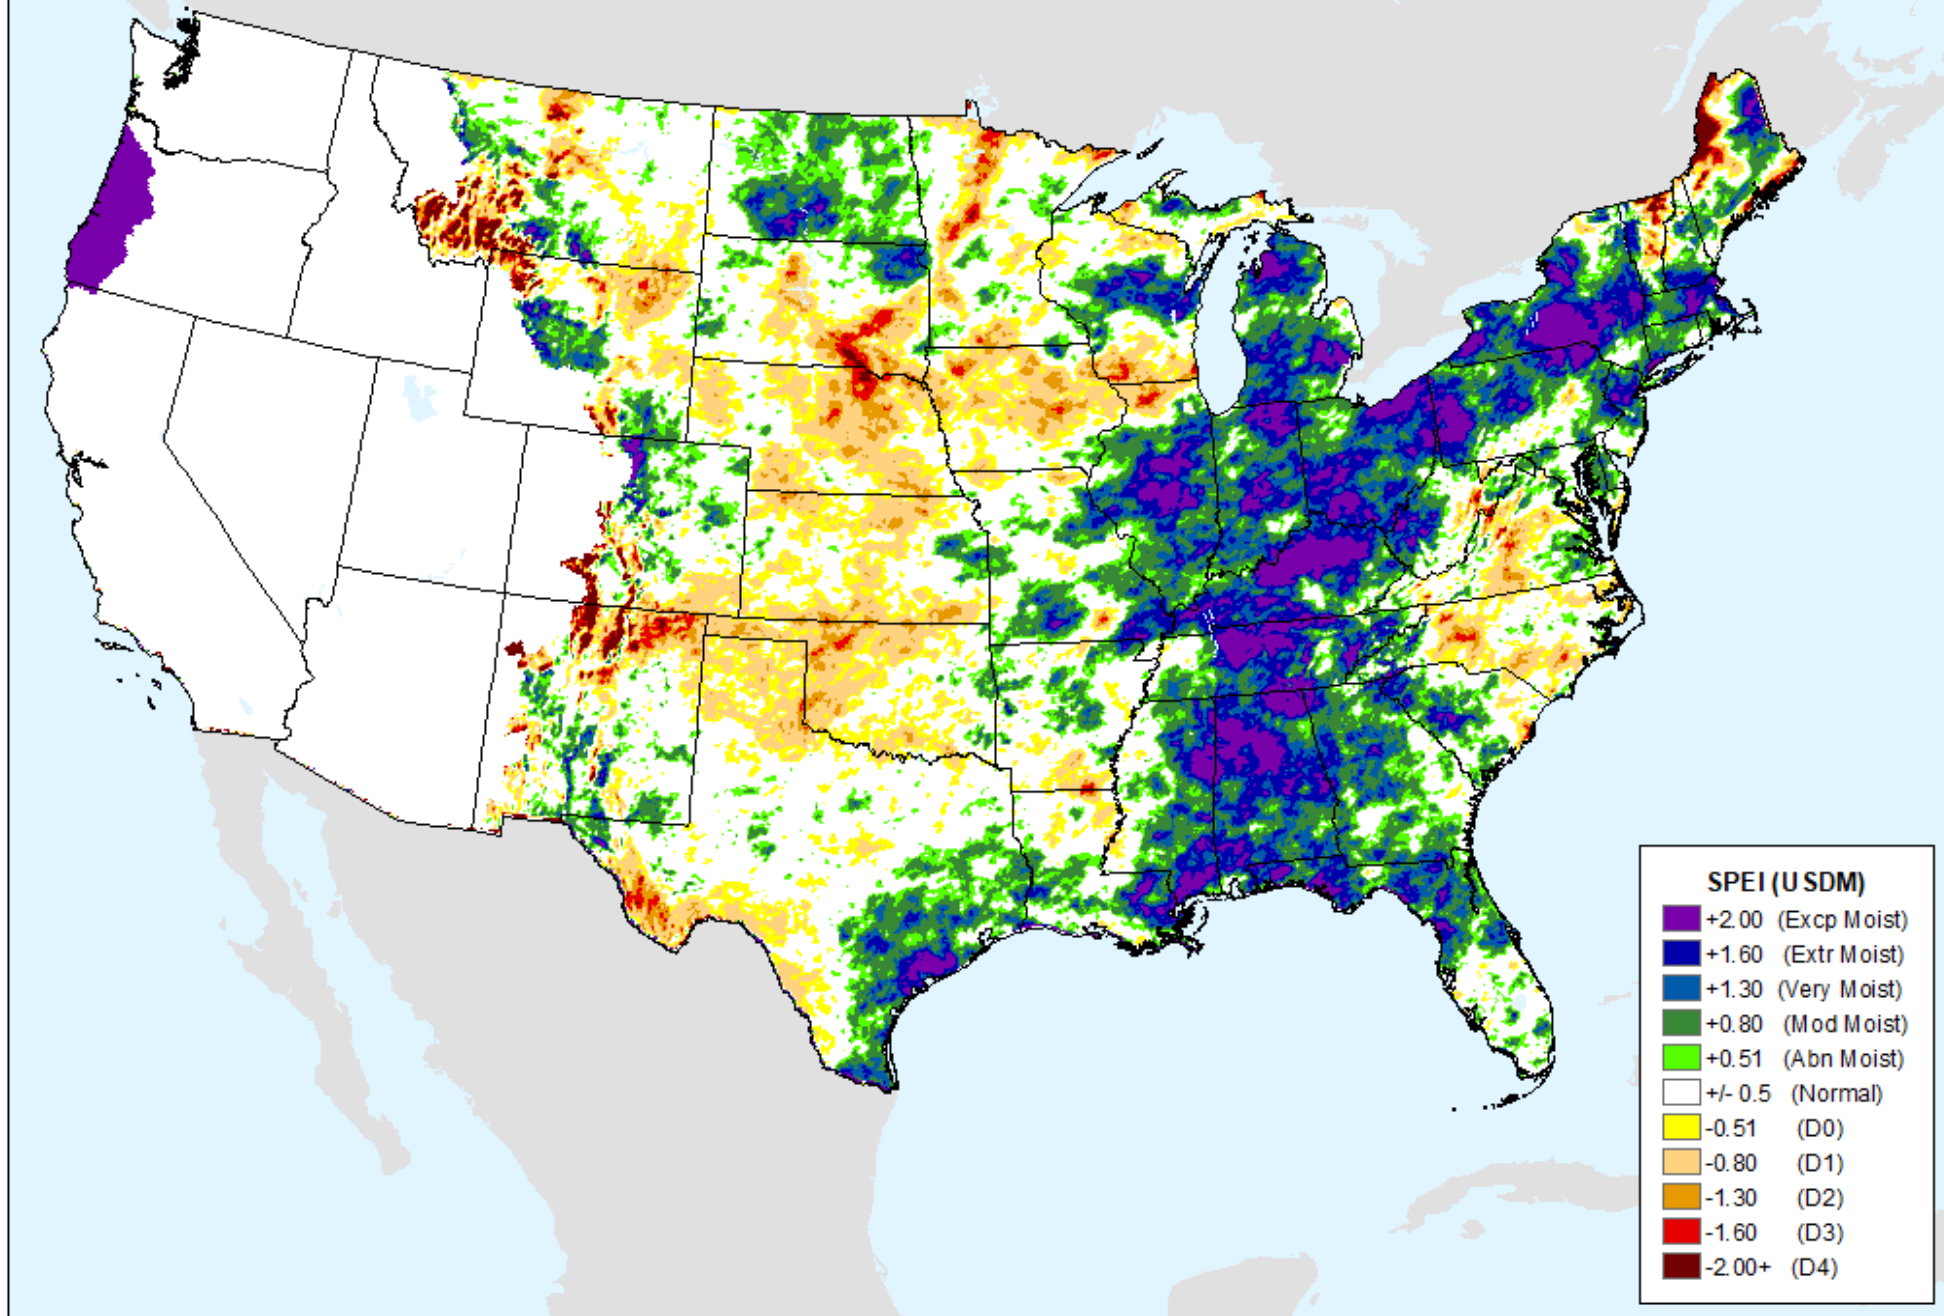 SPEI (USDM)
+2.00 (Excp Moist)
+1.60 (Extr Moist)
+1.30 (Very Moist)
+0.80 (Mod Moist)
+0.51 (Abn Moist)
+/- 0.5 (Normal)
-0.51 (D0)
-0.80 (D1)
-1.30 (D2)
-1.60 (D3)
-2.00+ (D4)